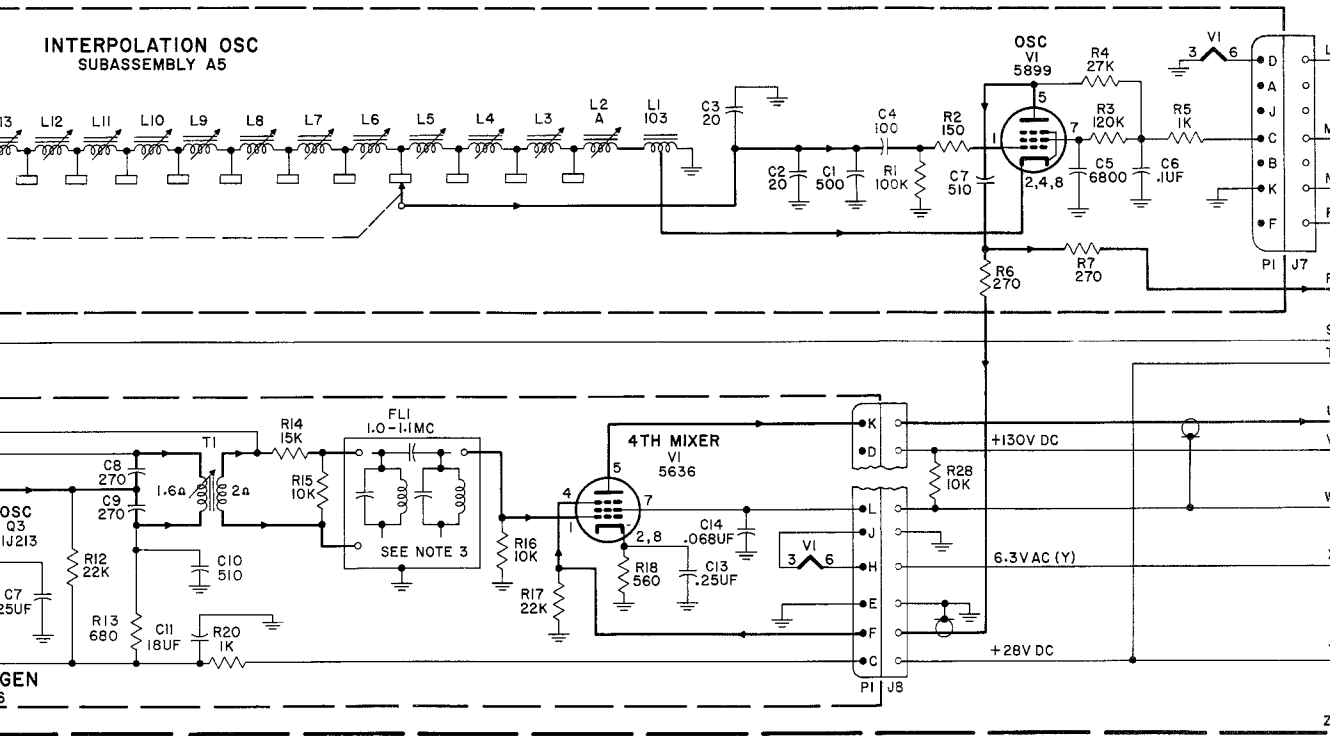 INTERPOLATION OSC
SUBASSEMBLY A5
13
L12
L11
L10
L9
L8
L7
L6
L5
L4
L3
L2
A
L1
103
C3
20
C2
20
C1
500
C4
100
R1
100K
R2
150
C7
510
OSC
V1
5899
1
5
7
2,4,8
R4
27K
R3
120K
R5
1K
C5
6800
C6
.1UF
3
V1
6
D
A
J
C
B
K
F
P1
J7
L
M
N
R6
270
R7
270
S
T
U
V
W
Z
FL1
1.0-1.1MC
SEE NOTE 3
R14
15K
R15
10K
T1
1.6Ω
2Ω
C8
270
C9
270
OSC
Q3
1J213
R12
22K
C7
25UF
R13
680
C10
510
C11
18UF
R20
1K
GEN
6
R16
10K
R17
22K
4TH MIXER
V1
5636
4
1
5
7
2,8
R18
560
C13
.25UF
C14
.068UF
3
V1
6
K
D
L
J
H
E
F
C
P1
J8
+130V DC
R28
10K
6.3V AC (Y)
+28V DC